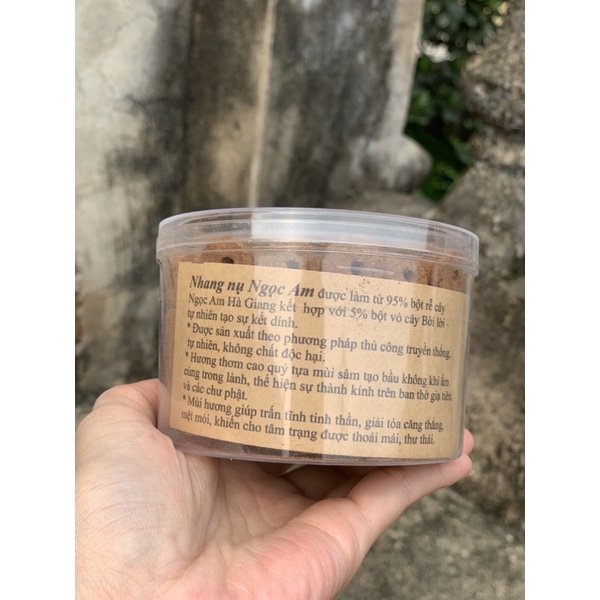 Nhang nụ Ngọc Am được làm từ 95% bột rễ cây
Ngọc Am Hà Giang kết hợp với 5% bột vỏ cây Bời lời
tự nhiên tạo sự kết dính.
* Được sản xuất theo phương pháp thủ công truyền thống,
tự nhiên, không chất độc hại.
* Hương thơm cao quý tựa mùi sâm tạo bầu không khí ấm
cúng trong lành, thể hiện sự thành kính trên ban thờ gia tiên
và các chư phật.
* Mùi hương giúp trấn tĩnh tinh thần, giải tỏa căng thẳng,
mệt mỏi, khiến cho tâm trạng được thoải mái, thư thái.